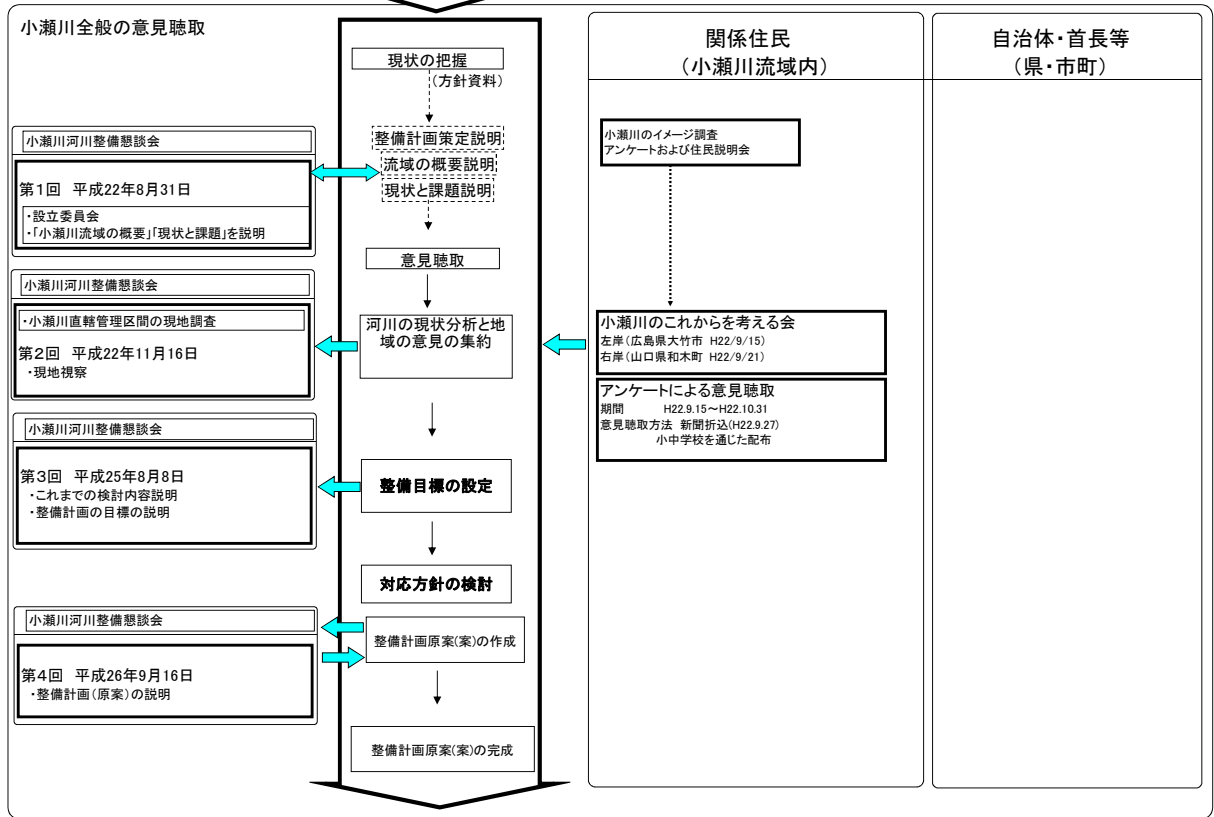 小瀬川全般の意見聴取
小瀬川河川整備懇談会
第1回 平成22年8月31日
・設立委員会
・｢小瀬川流域の概要｣｢現状と課題｣を説明
小瀬川河川整備懇談会
・小瀬川直轄管理区間の現地調査
第2回 平成22年11月16日
・現地視察
小瀬川河川整備懇談会
第3回 平成25年8月8日
・これまでの検討内容説明
・整備計画の目標の説明
小瀬川河川整備懇談会
第4回 平成26年9月16日
・整備計画(原案)の説明
現状の把握
(方針資料)
整備計画策定説明
流域の概要説明
現状と課題説明
意見聴取
河川の現状分析と地
域の意見の集約
整備目標の設定
対応方針の検討
整備計画原案(案)の作成
整備計画原案(案)の完成
関係住民
(小瀬川流域内)
小瀬川のイメージ調査
アンケートおよび住民説明会
小瀬川のこれからを考える会
左岸(広島県大竹市 H22/9/15)
右岸(山口県和木町 H22/9/21)
アンケートによる意見聴取
期間 H22.9.15～H22.10.31
意見聴取方法 新聞折込(H22.9.27)
小中学校を通じた配布
自治体・首長等
(県・市町)